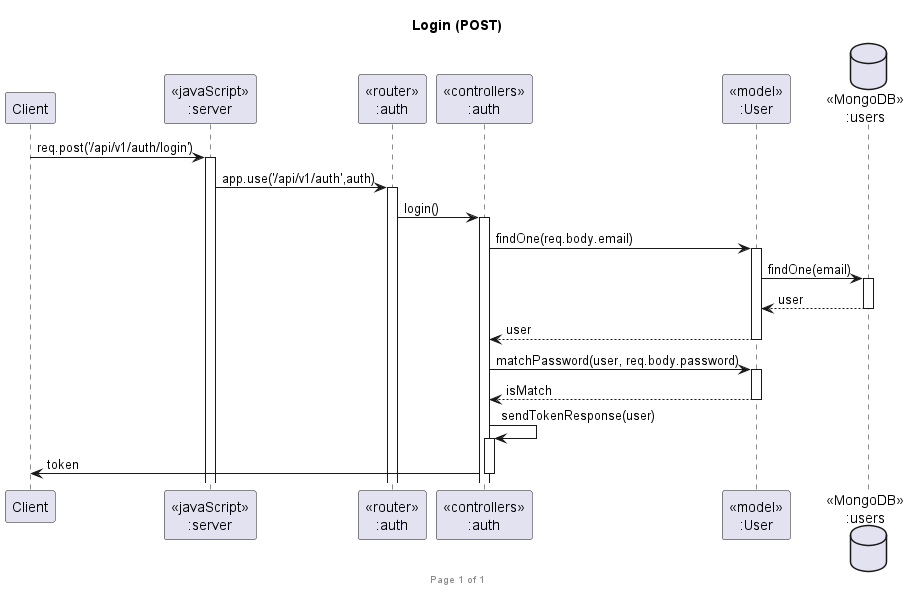 Login (POST)
Client
«javaScript»
:server
«router»
:auth
«controllers»
:auth
«model»
:User
«MongoDB»
:users
req.post('/api/v1/auth/login')
app.use('/api/v1/auth',auth)
login()
findOne(req.body.email)
findOne(email)
user
user
matchPassword(user, req.body.password)
isMatch
sendTokenResponse(user)
token
Client
«javaScript»
:server
«router»
:auth
«controllers»
:auth
«model»
:User
«MongoDB»
:users
Page 1 of 1